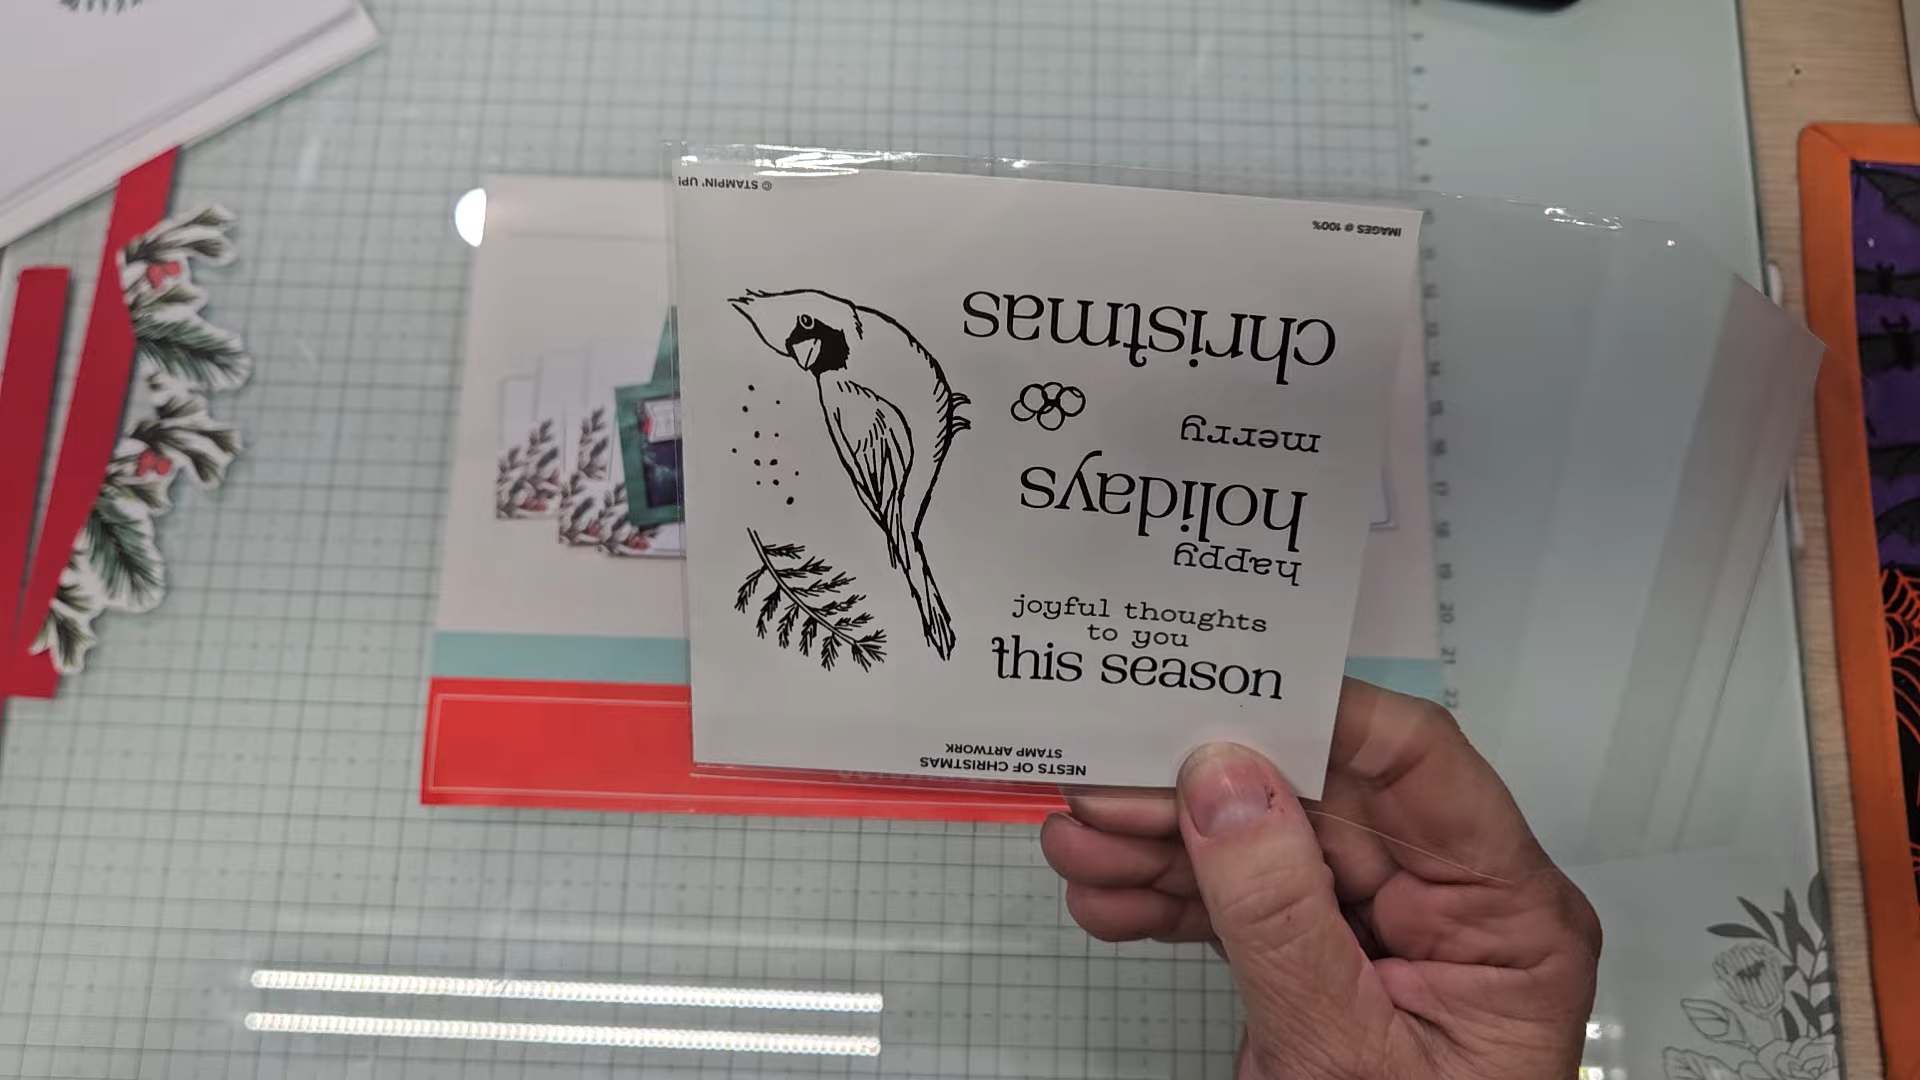 © STAMPIN' UP!
IMAGES @ 100%
christmas
merry
holidays
happy
joyful thoughts
to you
this season
NESTS OF CHRISTMAS
STAMP ARTWORK